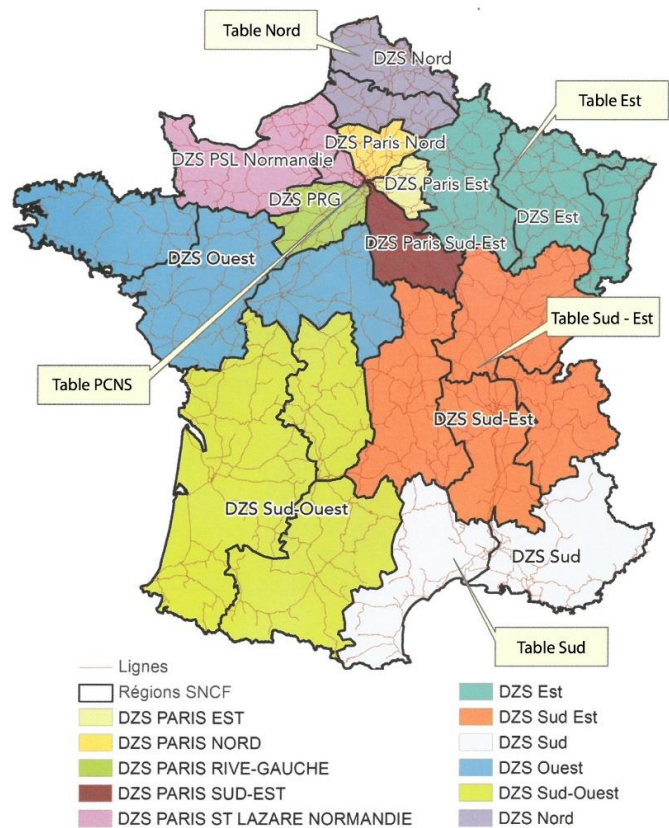 Table Nord
DZS Nord
Table Est
DZS Paris Nord
DZS PSL Normandie
DZS Paris Est
DZS PRG
DZS Est
DZS Paris Sud-Est
DZS Ouest
Table Sud - Est
Table PCNS
DZS Sud-Est
DZS Sud-Ouest
DZS Sud
Table Sud
Lignes
Régions SNCF
DZS PARIS EST
DZS PARIS NORD
DZS PARIS RIVE-GAUCHE
DZS PARIS SUD-EST
DZS PARIS ST LAZARE NORMANDIE
DZS Est
DZS Sud Est
DZS Sud
DZS Ouest
DZS Sud-Ouest
DZS Nord